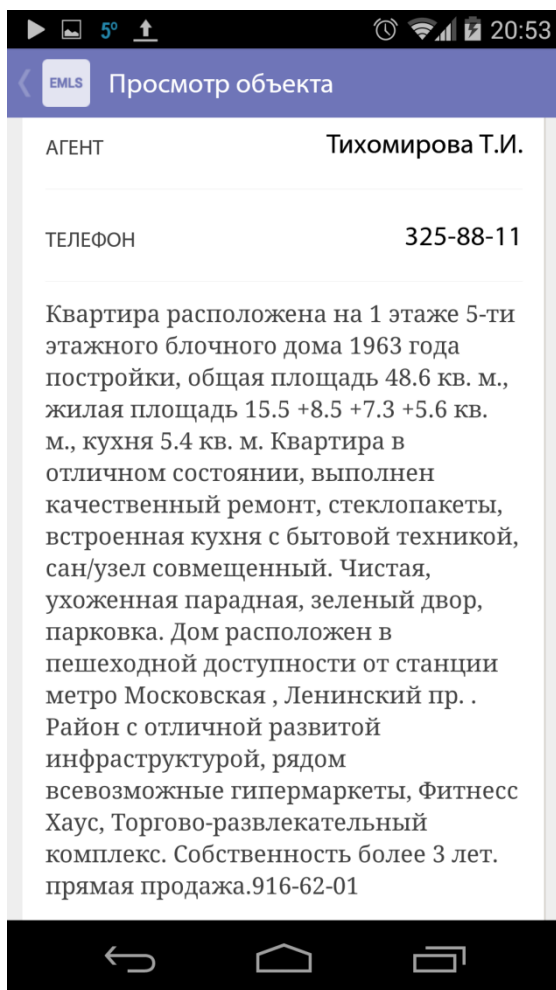 5° 20:53
EMLS Просмотр объекта
АГЕНТ Тихомирова Т.И.
ТЕЛЕФОН 325-88-11
Квартира расположена на 1 этаже 5-ти
этажного блочного дома 1963 года
постройки, общая площадь 48.6 кв. м.,
жилая площадь 15.5 +8.5 +7.3 +5.6 кв.
м., кухня 5.4 кв. м. Квартира в
отличном состоянии, выполнен
качественный ремонт, стеклопакеты,
встроенная кухня с бытовой техникой,
сан/узел совмещенный. Чистая,
ухоженная парадная, зеленый двор,
парковка. Дом расположен в
пешеходной доступности от станции
метро Московская , Ленинский пр. .
Район с отличной развитой
инфраструктурой, рядом
всевозможные гипермаркеты, Фитнесс
Хаус, Торгово-развлекательный
комплекс. Собственность более 3 лет.
прямая продажа.916-62-01